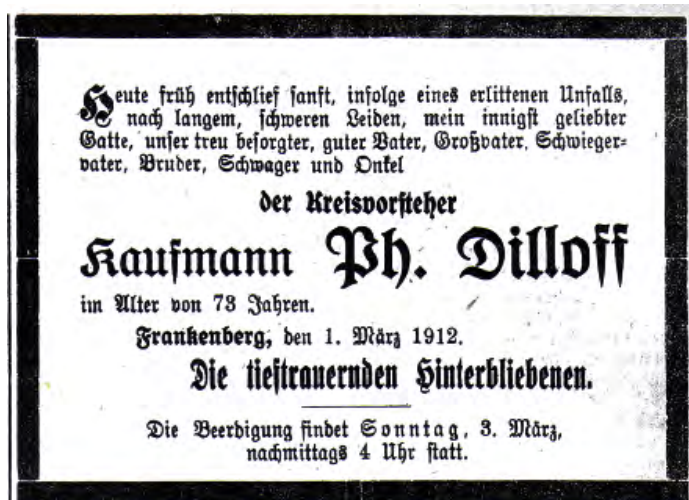 Heute früh entschlief sanft, infolge eines erlittenen Unfalls,
nach langem, schweren Leiden, mein innigst geliebter
Gatte, unser treu besorgter, guter Vater, Großvater, Schwieger=
vater, Bruder, Schwager und Onkel
der Kreisvorsteher
Kaufmann Ph. Dilloff
im Alter von 73 Jahren.
Frankenberg, den 1. März 1912.
Die tieftrauernden Hinterbliebenen.
Die Beerdigung findet Sonntag, 3. März,
nachmittags 4 Uhr statt.